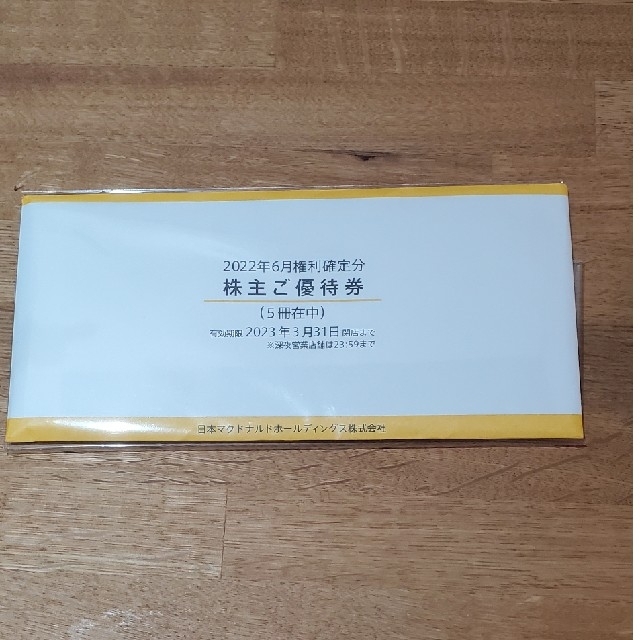 2022年6月権利確定分
株主ご優待券
(5冊在中)
有効期限 2023年3月31日 閉店まで
※深夜営業店舗は23:59まで
日本マクドナルドホールディングス株式会社